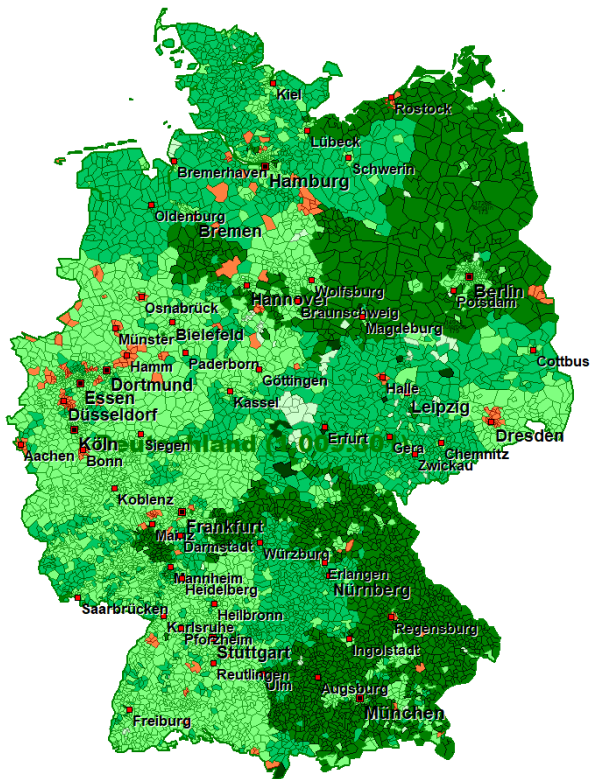 Kiel
Rostock
Lübeck
Schwerin
Bremerhaven
Hamburg
Oldenburg
Bremen
Wolfsburg
Hannover
Berlin
Potsdam
Osnabrück
Braunschweig
Magdeburg
Münster
Bielefeld
Hamm
Paderborn
Cottbus
Dortmund
Göttingen
Halle
Essen
Kassel
Leipzig
Düsseldorf
Dresden
Köln
Siegen
Erfurt
Gera
Chemnitz
Aachen
Bonn
Zwickau
Koblenz
Frankfurt
Mainz
Darmstadt
Würzburg
Mannheim
Erlangen
Heidelberg
Nürnberg
Saarbrücken
Heilbronn
Karlsruhe
Regensburg
Pforzheim
Ingolstadt
Stuttgart
Reutlingen
Ulm
Augsburg
Freiburg
München